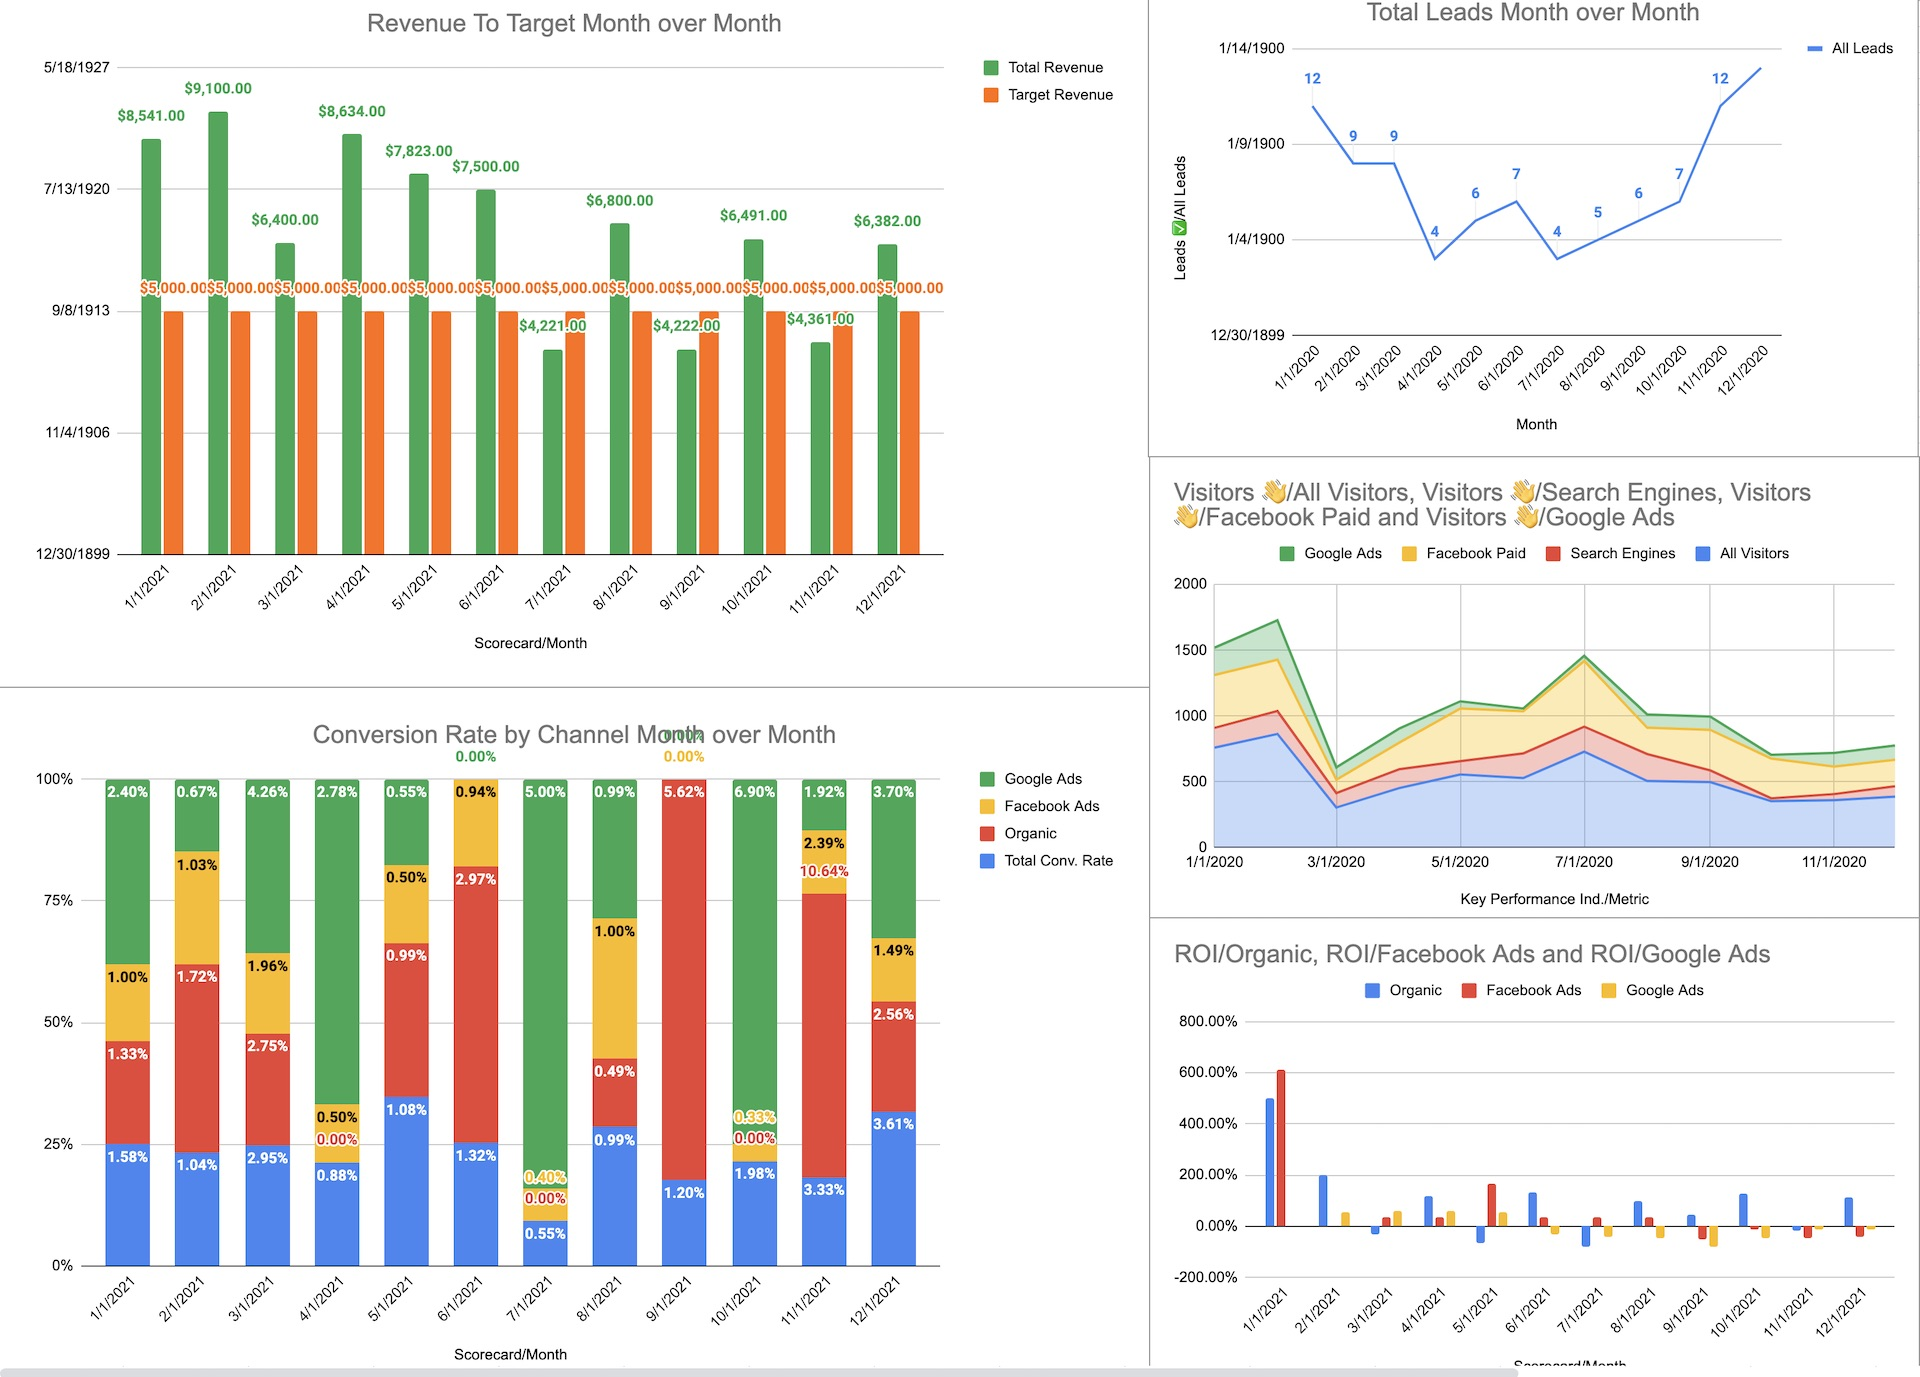 Revenue To Target Month over Month
Total Revenue
Target Revenue
5/18/1927
7/13/1920
9/8/1913
11/4/1906
12/30/1899
$8,541.00
$9,100.00
$6,400.00
$8,634.00
$7,823.00
$7,500.00
$4,221.00
$6,800.00
$4,222.00
$6,491.00
$4,361.00
$6,382.00
$5,000.00 $5,000.00 $5,000.00 $5,000.00 $5,000.00 $5,000.00 $5,000.00 $5,000.00 $5,000.00 $5,000.00 $5,000.00 $5,000.00
1/1/2021 2/1/2021 3/1/2021 4/1/2021 5/1/2021 6/1/2021 7/1/2021 8/1/2021 9/1/2021 10/1/2021 11/1/2021 12/1/2021
Scorecard/Month
Total Leads Month over Month
All Leads
Leads ✅/All Leads
1/14/1900
1/9/1900
1/4/1900
12/30/1899
12 9 9 4 6 7 4 5 6 7 12
1/1/2020 2/1/2020 3/1/2020 4/1/2020 5/1/2020 6/1/2020 7/1/2020 8/1/2020 9/1/2020 10/1/2020 11/1/2020 12/1/2020
Month
Visitors 👋/All Visitors, Visitors 👋/Search Engines, Visitors
👋/Facebook Paid and Visitors 👋/Google Ads
Google Ads Facebook Paid Search Engines All Visitors
2000
1500
1000
500
0
1/1/2020 3/1/2020 5/1/2020 7/1/2020 9/1/2020 11/1/2020
Key Performance Ind./Metric
Conversion Rate by Channel Month over Month
Google Ads
Facebook Ads
Organic
Total Conv. Rate
100%
75%
50%
25%
0%
0.00%
0.00% 0.00%
2.40% 0.67% 4.26% 2.78% 0.55% 0.94% 5.00% 0.99% 5.62% 6.90% 1.92% 3.70%
1.00% 1.03% 1.96% 0.50% 0.50% 2.97% 0.40% 1.00% 0.33% 2.39% 1.49%
1.33% 1.72% 2.75% 0.00% 0.99% 0.00% 0.49% 0.00% 10.64% 2.56%
1.58% 1.04% 2.95% 0.88% 1.08% 1.32% 0.55% 0.99% 1.20% 1.98% 3.33% 3.61%
1/1/2021 2/1/2021 3/1/2021 4/1/2021 5/1/2021 6/1/2021 7/1/2021 8/1/2021 9/1/2021 10/1/2021 11/1/2021 12/1/2021
Scorecard/Month
ROI/Organic, ROI/Facebook Ads and ROI/Google Ads
Organic Facebook Ads Google Ads
800.00%
600.00%
400.00%
200.00%
0.00%
-200.00%
1/1/2021 2/1/2021 3/1/2021 4/1/2021 5/1/2021 6/1/2021 7/1/2021 8/1/2021 9/1/2021 10/1/2021 11/1/2021 12/1/2021
Scorecard/Month